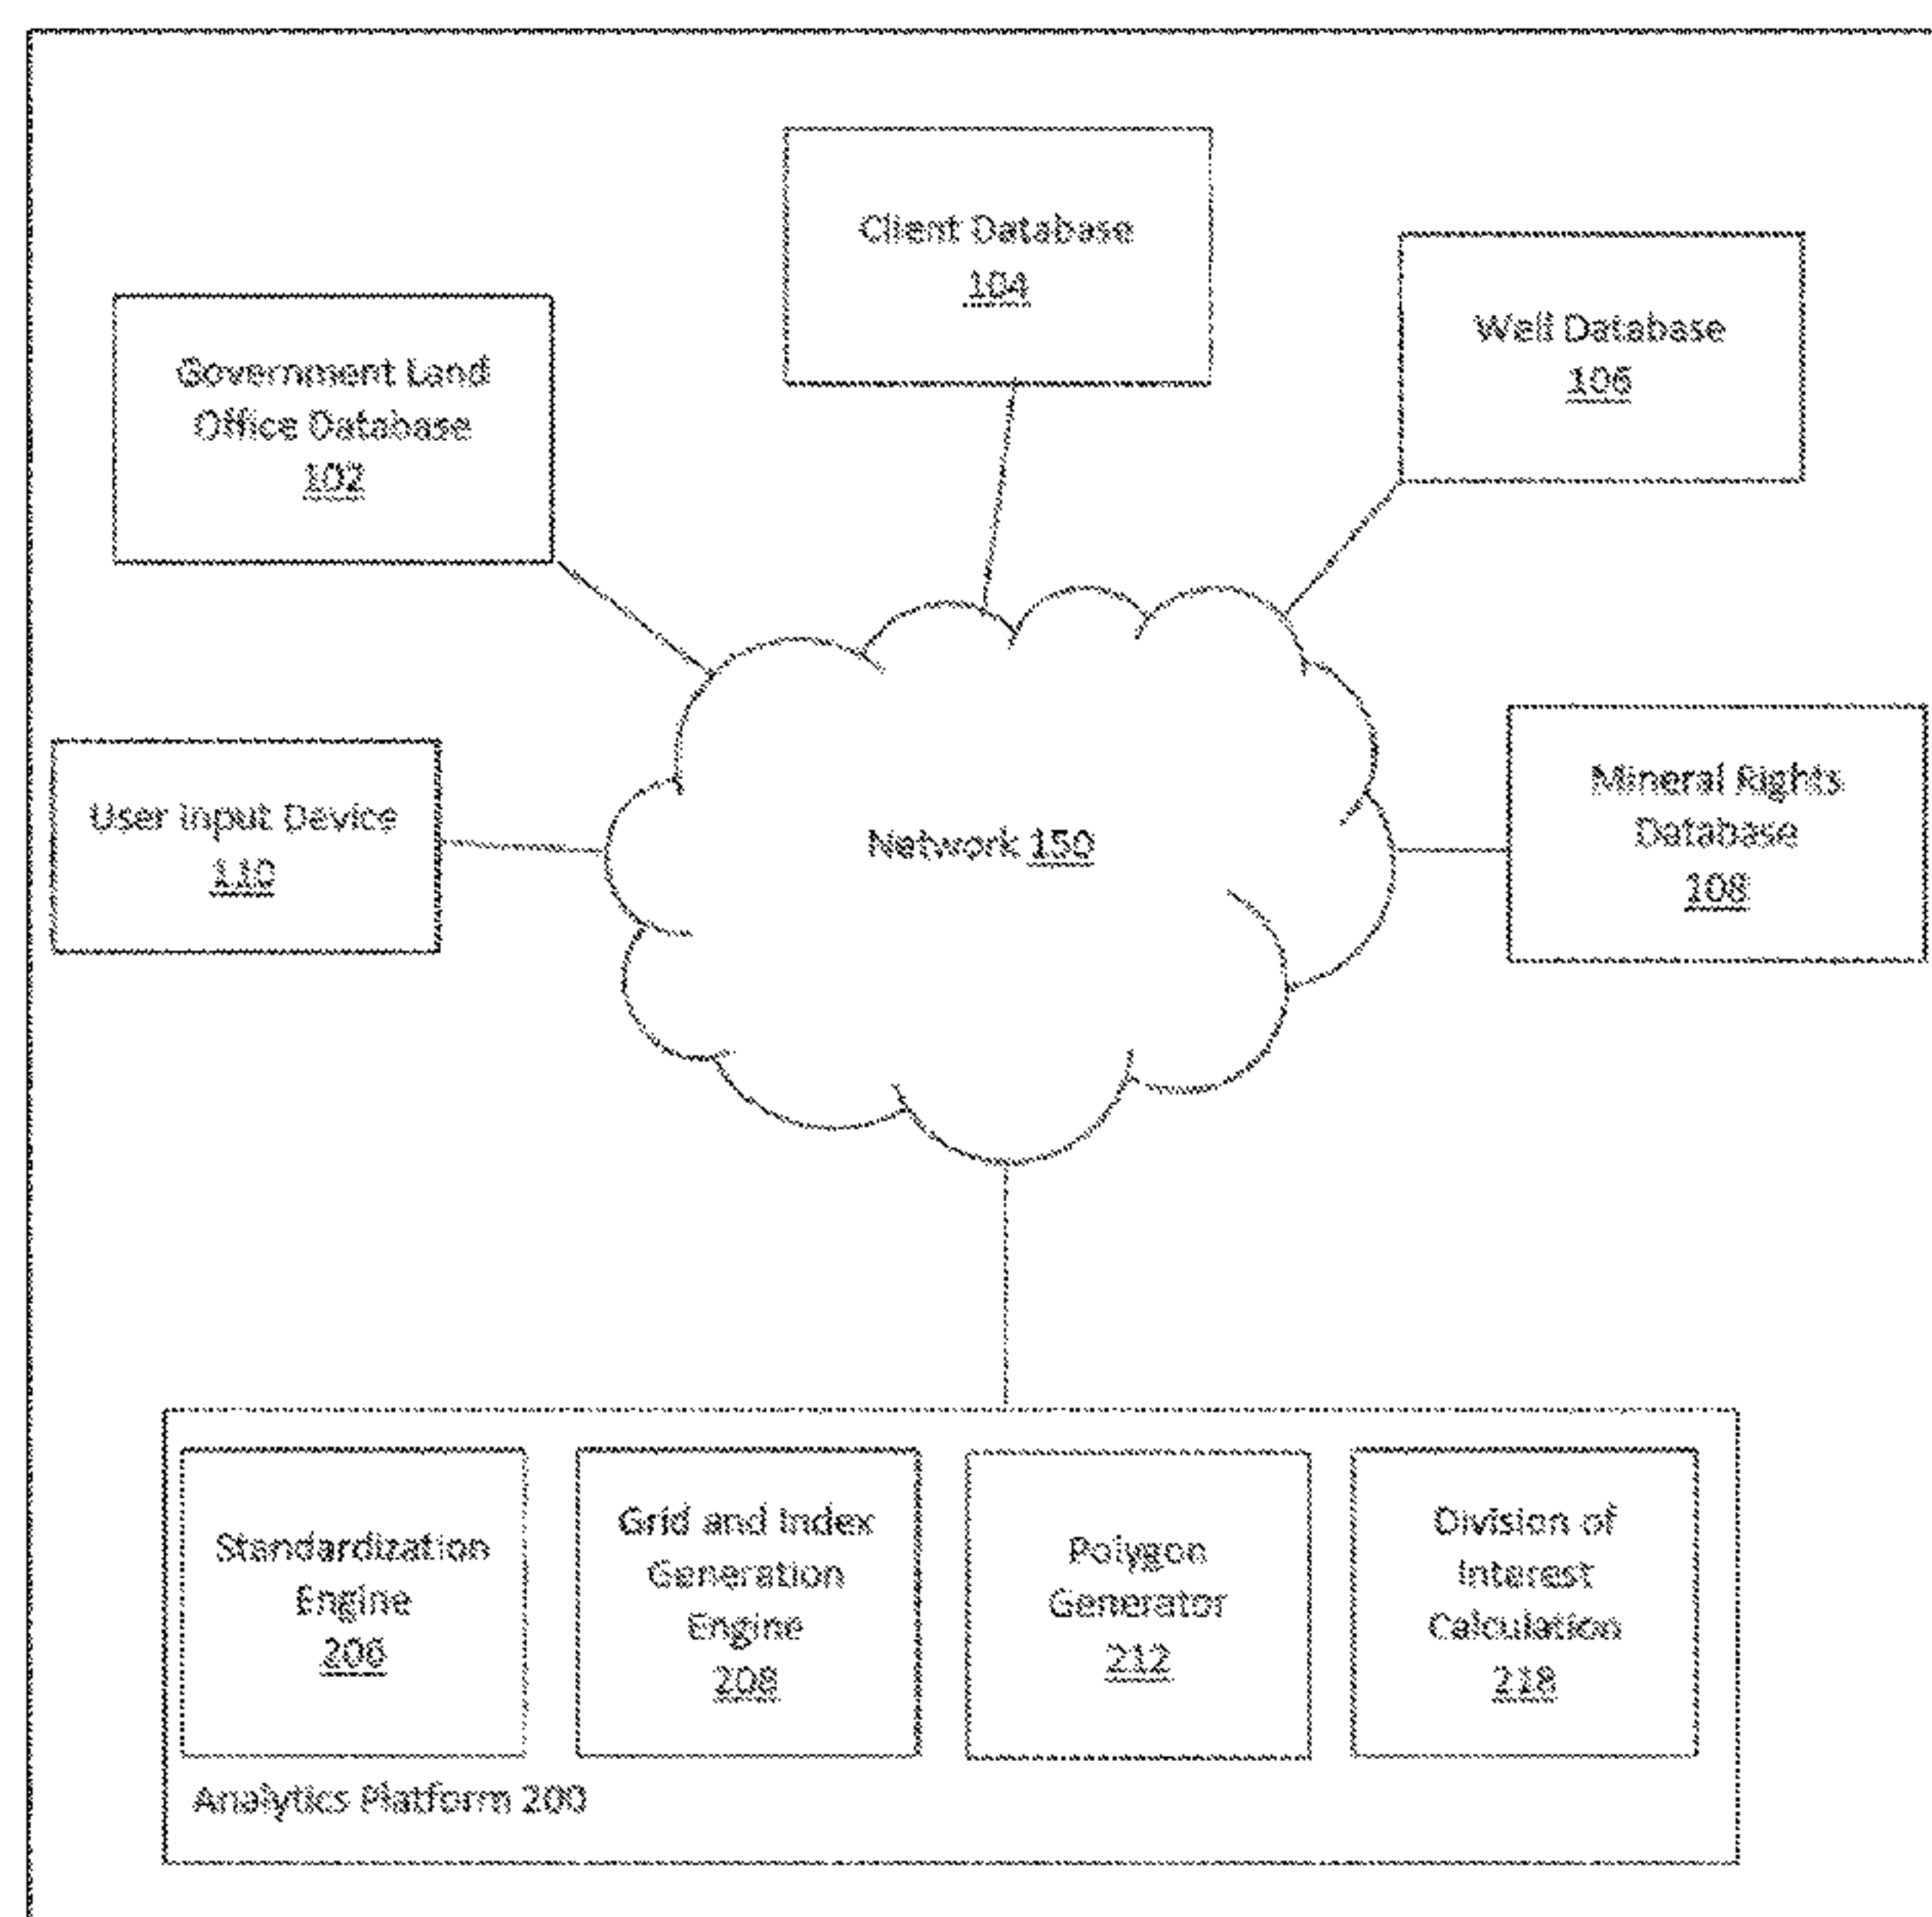 Client Database
104
Well Database
106
Government Land
Office Database
102
User Input Device
110
Network 150
Mineral Rights
Database
108
Standardization
Engine
206
Grid and Index
Generation
Engine
208
Polygon
Generator
212
Division of
Interest
Calculation
218
Analytics Platform 200